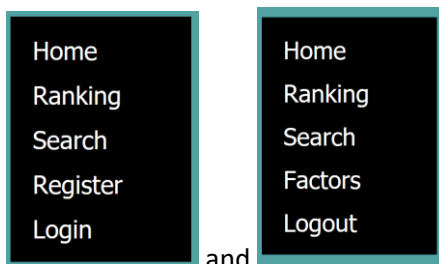 Home
Ranking
Search
Register
Login
and
Home
Ranking
Search
Factors
Logout